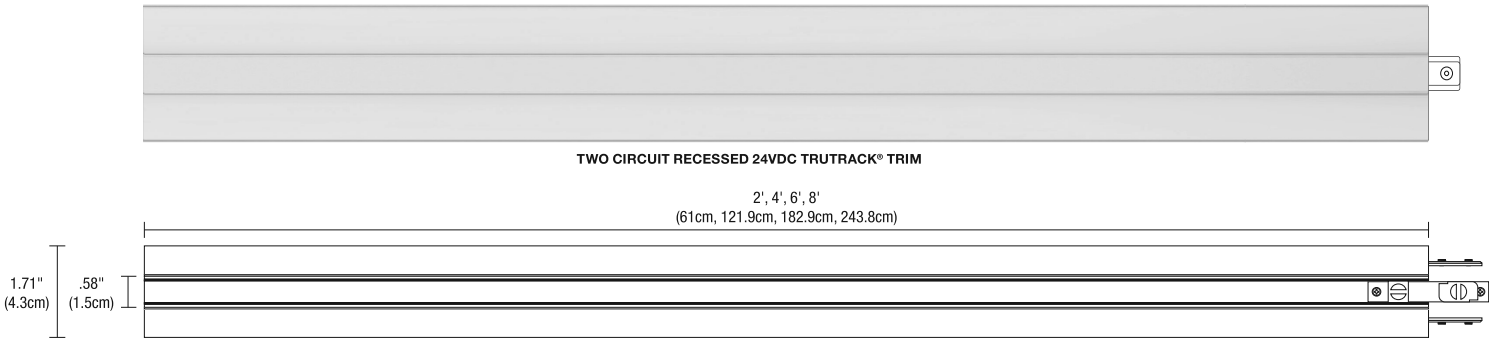 TWO CIRCUIT RECESSED 24VDC TRUTRACK® TRIM
2', 4', 6', 8'
(61cm, 121.9cm, 182.9cm, 243.8cm)
1.71"
(4.3cm)
.58"
(1.5cm)